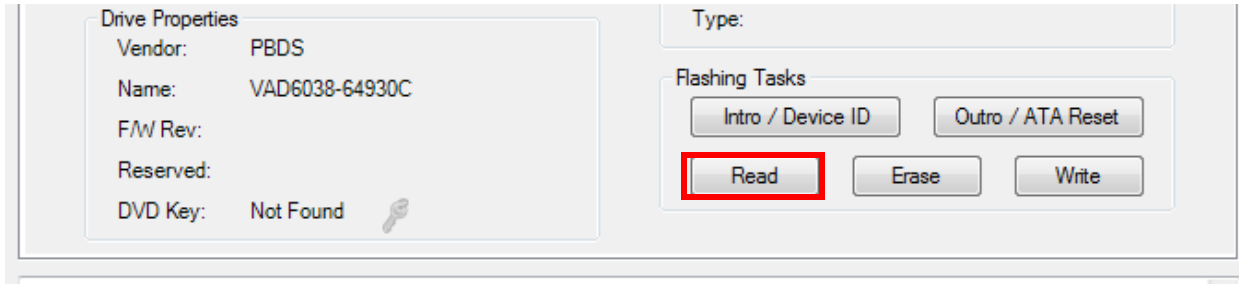 Drive Properties
Vendor: PBDS
Name: VAD6038-64930C
F/W Rev:
Reserved:
DVD Key: Not Found
Type:
Flashing Tasks
Intro / Device ID Outro / ATA Reset
Read Erase Write